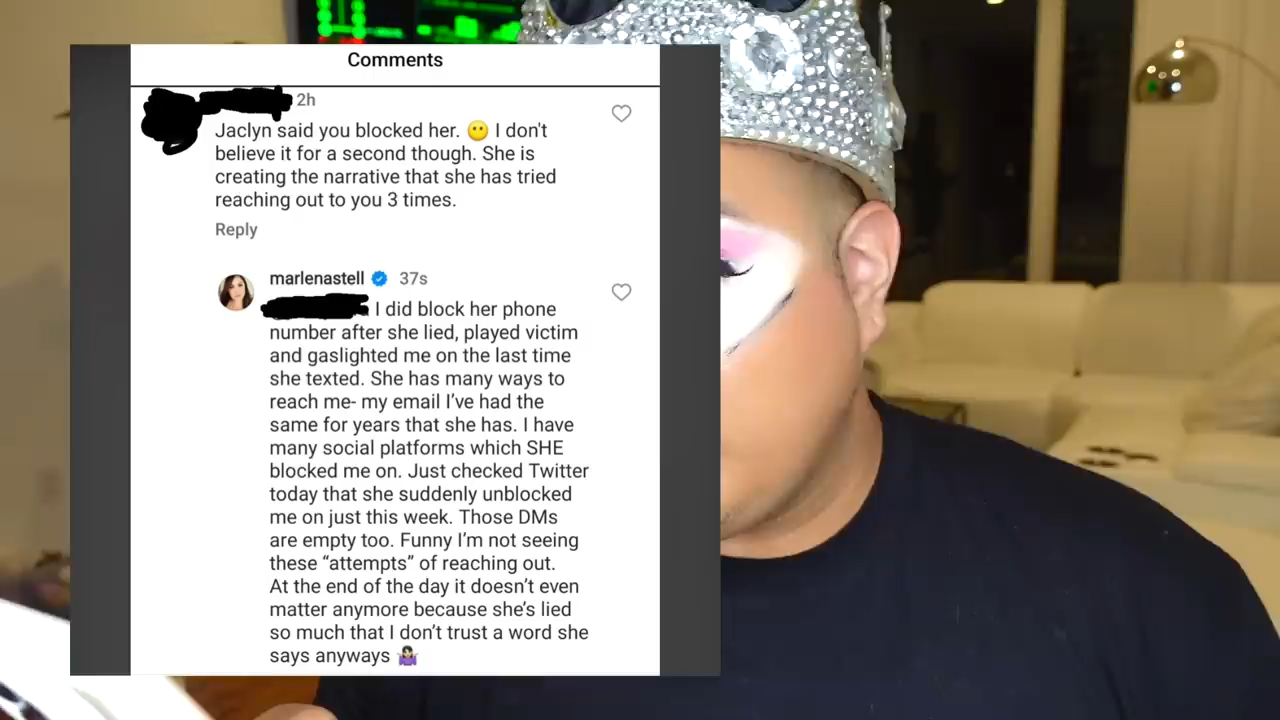 Comments
2h
Jaclyn said you blocked her. 😶 I don't
believe it for a second though. She is
creating the narrative that she has tried
reaching out to you 3 times.
Reply
marlenastell 37s
I did block her phone
number after she lied, played victim
and gaslighted me on the last time
she texted. She has many ways to
reach me- my email I've had the
same for years that she has. I have
many social platforms which SHE
blocked me on. Just checked Twitter
today that she suddenly unblocked
me on just this week. Those DMs
are empty too. Funny I'm not seeing
these “attempts” of reaching out.
At the end of the day it doesn't even
matter anymore because she's lied
so much that I don't trust a word she
says anyways 🤷🏻‍♀️